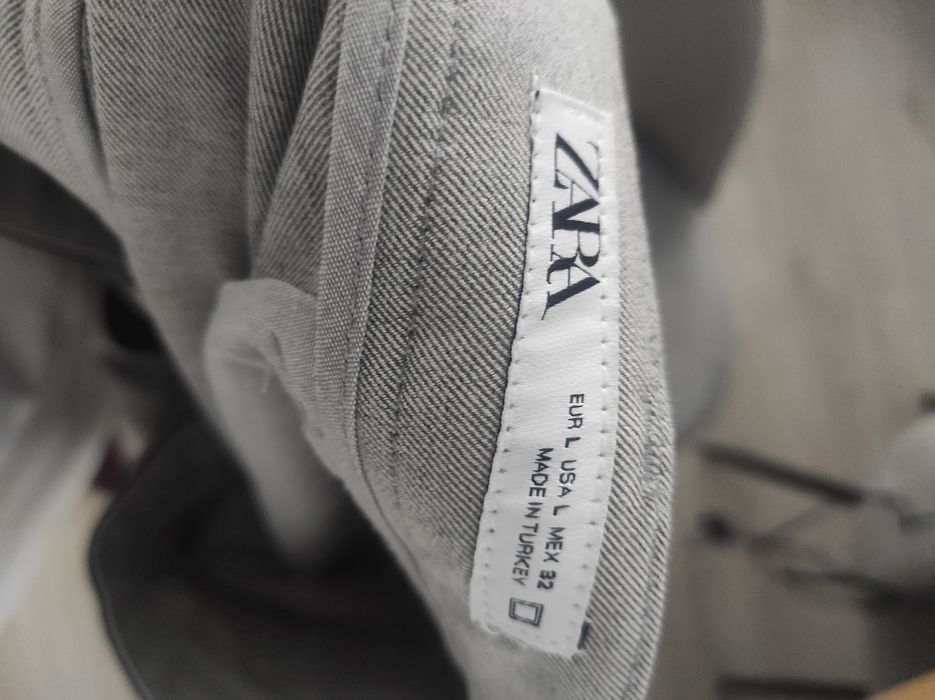 ZARA
EUR L USA L MEX 32
MADE IN TURKEY